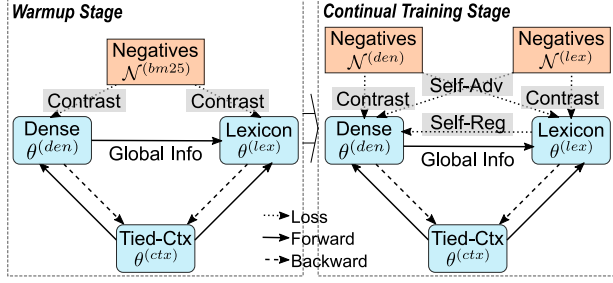 Warmup Stage
Negatives
N^(bm25)
Contrast
Contrast
Dense
θ^(den)
Global Info
Lexicon
θ^(lex)
Tied-Ctx
θ^(ctx)
Loss
Forward
Backward
Continual Training Stage
Negatives
N^(den)
Negatives
N^(lex)
Self-Adv
Contrast
Contrast
Self-Reg
Dense
θ^(den)
Global Info
Lexicon
θ^(lex)
Tied-Ctx
θ^(ctx)